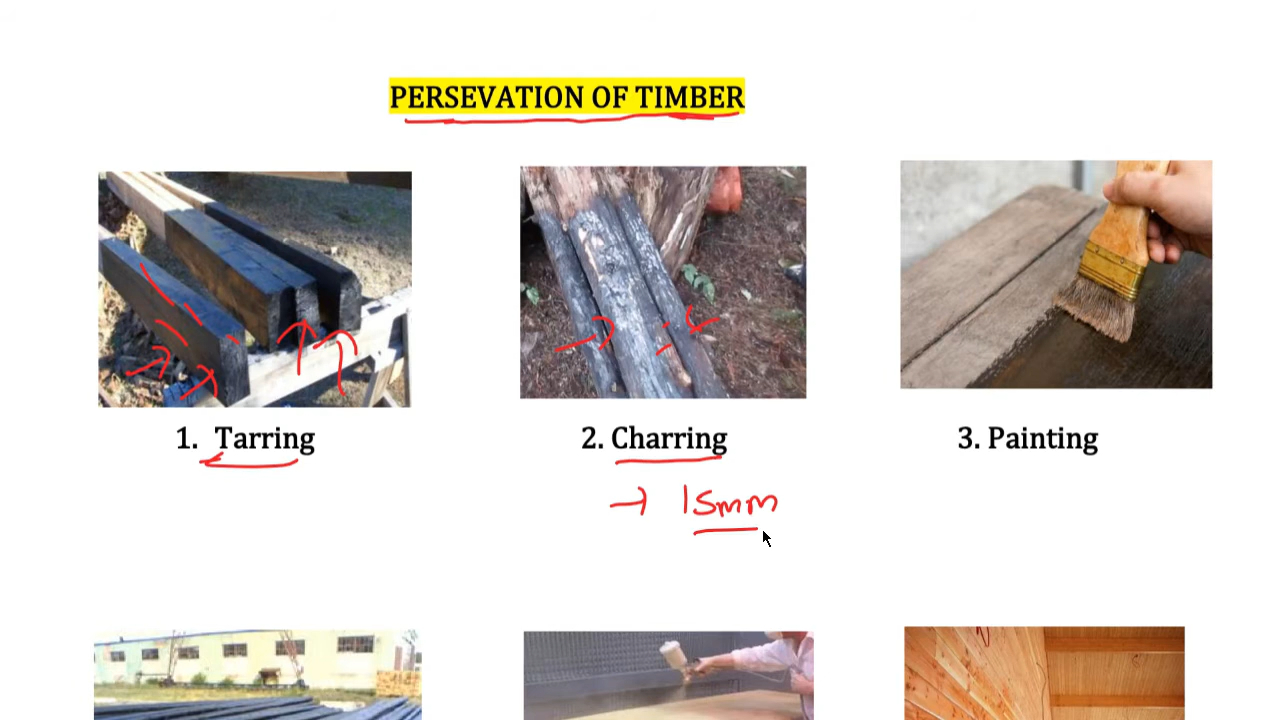 PERSEVATION OF TIMBER
1. Tarring
2. Charring
3. Painting
→ 15mm